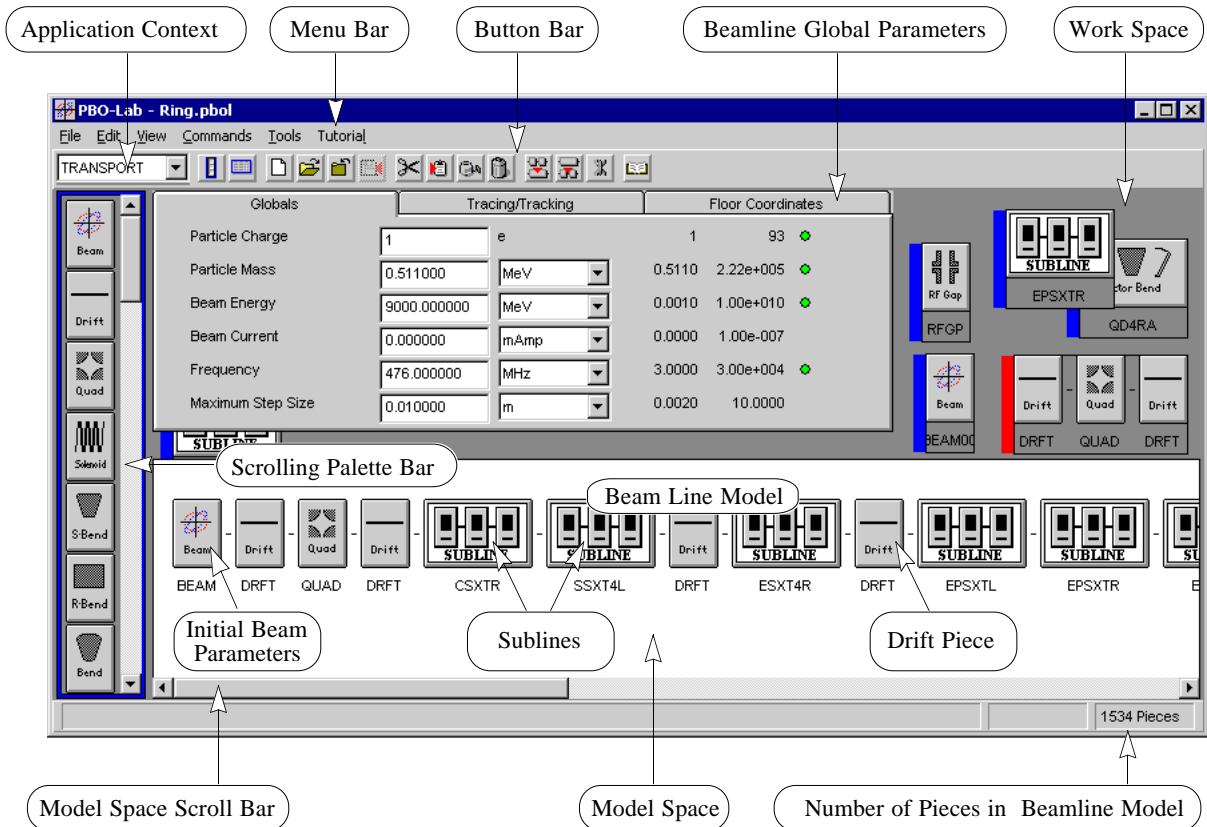 Application Context
Menu Bar
Button Bar
Beamline Global Parameters
Work Space
PBO-Lab - Ring.pbol
File Edit View Commands Tools Tutorial
TRANSPORT
Globals Tracing/Tracking Floor Coordinates
Particle Charge 1 e 1 93
Particle Mass 0.511000 MeV 0.5110 2.22e+005
Beam Energy 9000.000000 MeV 0.0010 1.00e+010
Beam Current 0.000000 mAmp 0.0000 1.00e-007
Frequency 476.000000 MHz 3.0000 3.00e+004
Maximum Step Size 0.010000 m 0.0020 10.0000
Beam
Drift
Quad
Solenoid
S-Bend
R-Bend
Bend
RF Gap
RFGP
SUBLINE
EPSXTR
ctor Bend
QD4RA
Beam
BEAM00
Drift - Quad - Drift
DRFT QUAD DRFT
SUBLINE
Scrolling Palette Bar
Beam Line Model
Beam - Drift - Quad - Drift - SUBLINE - SUBLINE - Drift - SUBLINE - Drift - SUBLINE - SUBLINE - SU
BEAM DRFT QUAD DRFT CSXTR SSXT4L DRFT ESXT4R DRFT EPSXTL EPSXTR E
Initial Beam
Parameters
Sublines
Drift Piece
1534 Pieces
Model Space Scroll Bar
Model Space
Number of Pieces in Beamline Model